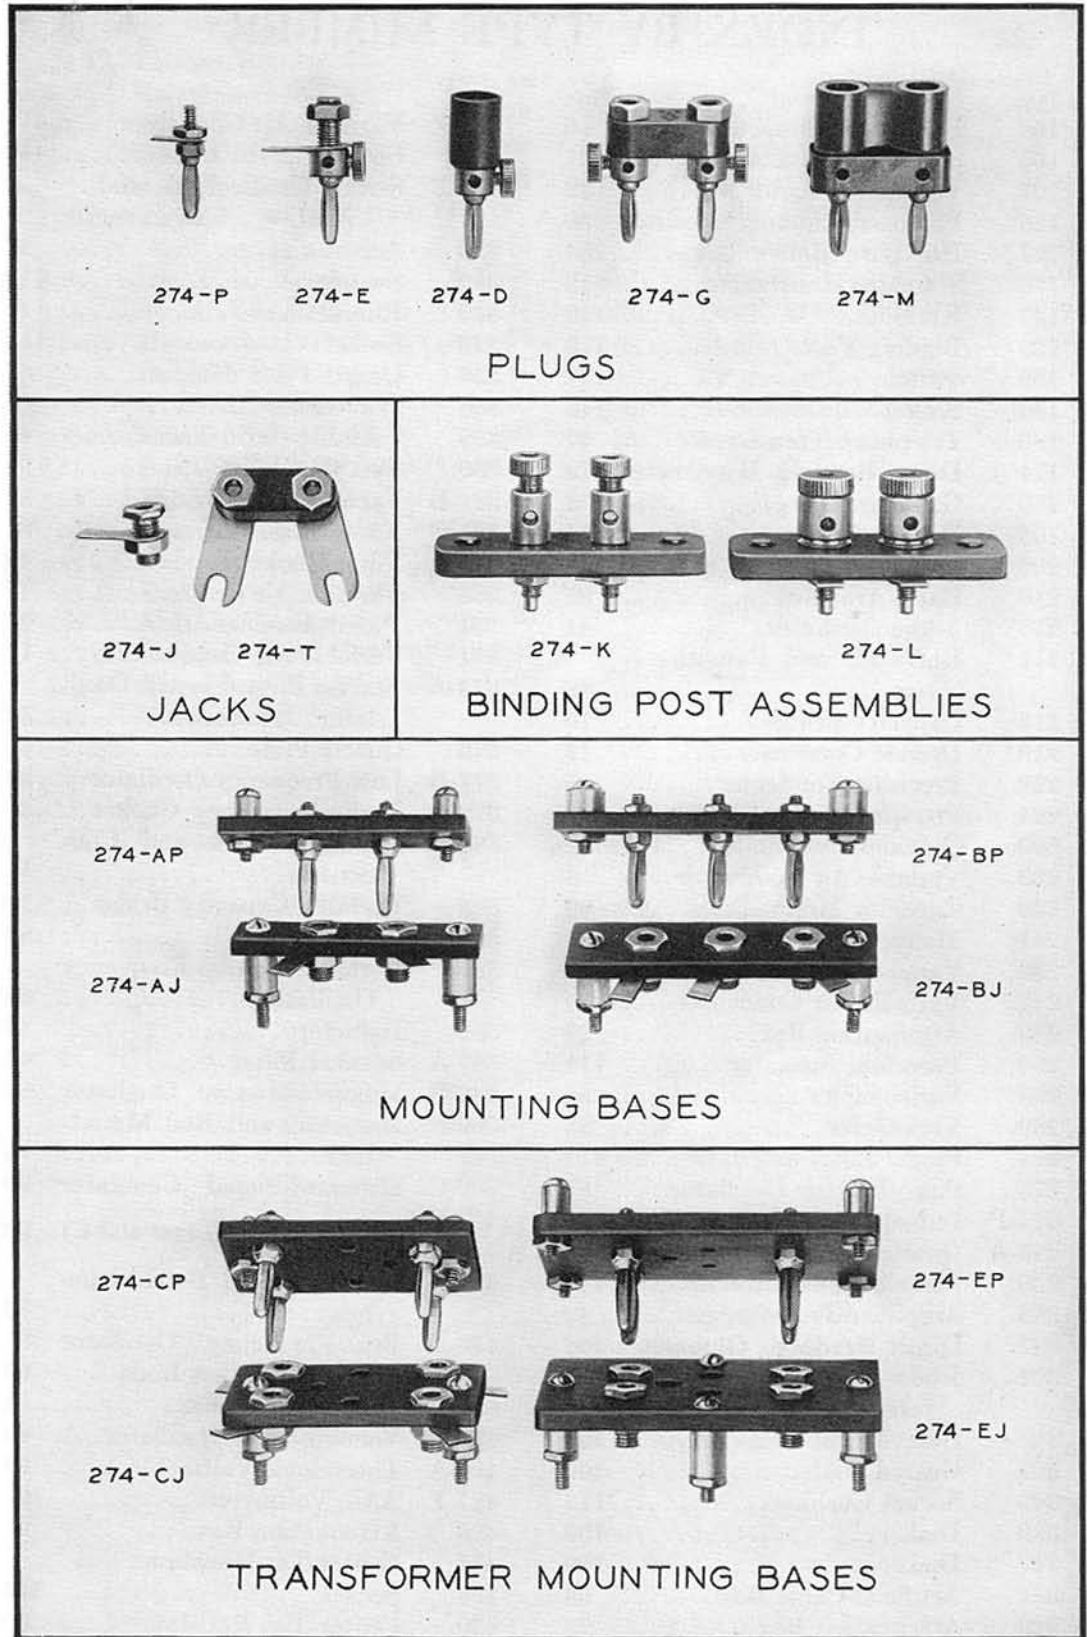 274-P 274-E 274-D 274-G 274-M
PLUGS
274-J 274-T
JACKS
274-K 274-L
BINDING POST ASSEMBLIES
274-AP 274-BP
274-AJ 274-BJ
MOUNTING BASES
274-CP 274-EP
274-CJ 274-EJ
TRANSFORMER MOUNTING BASES